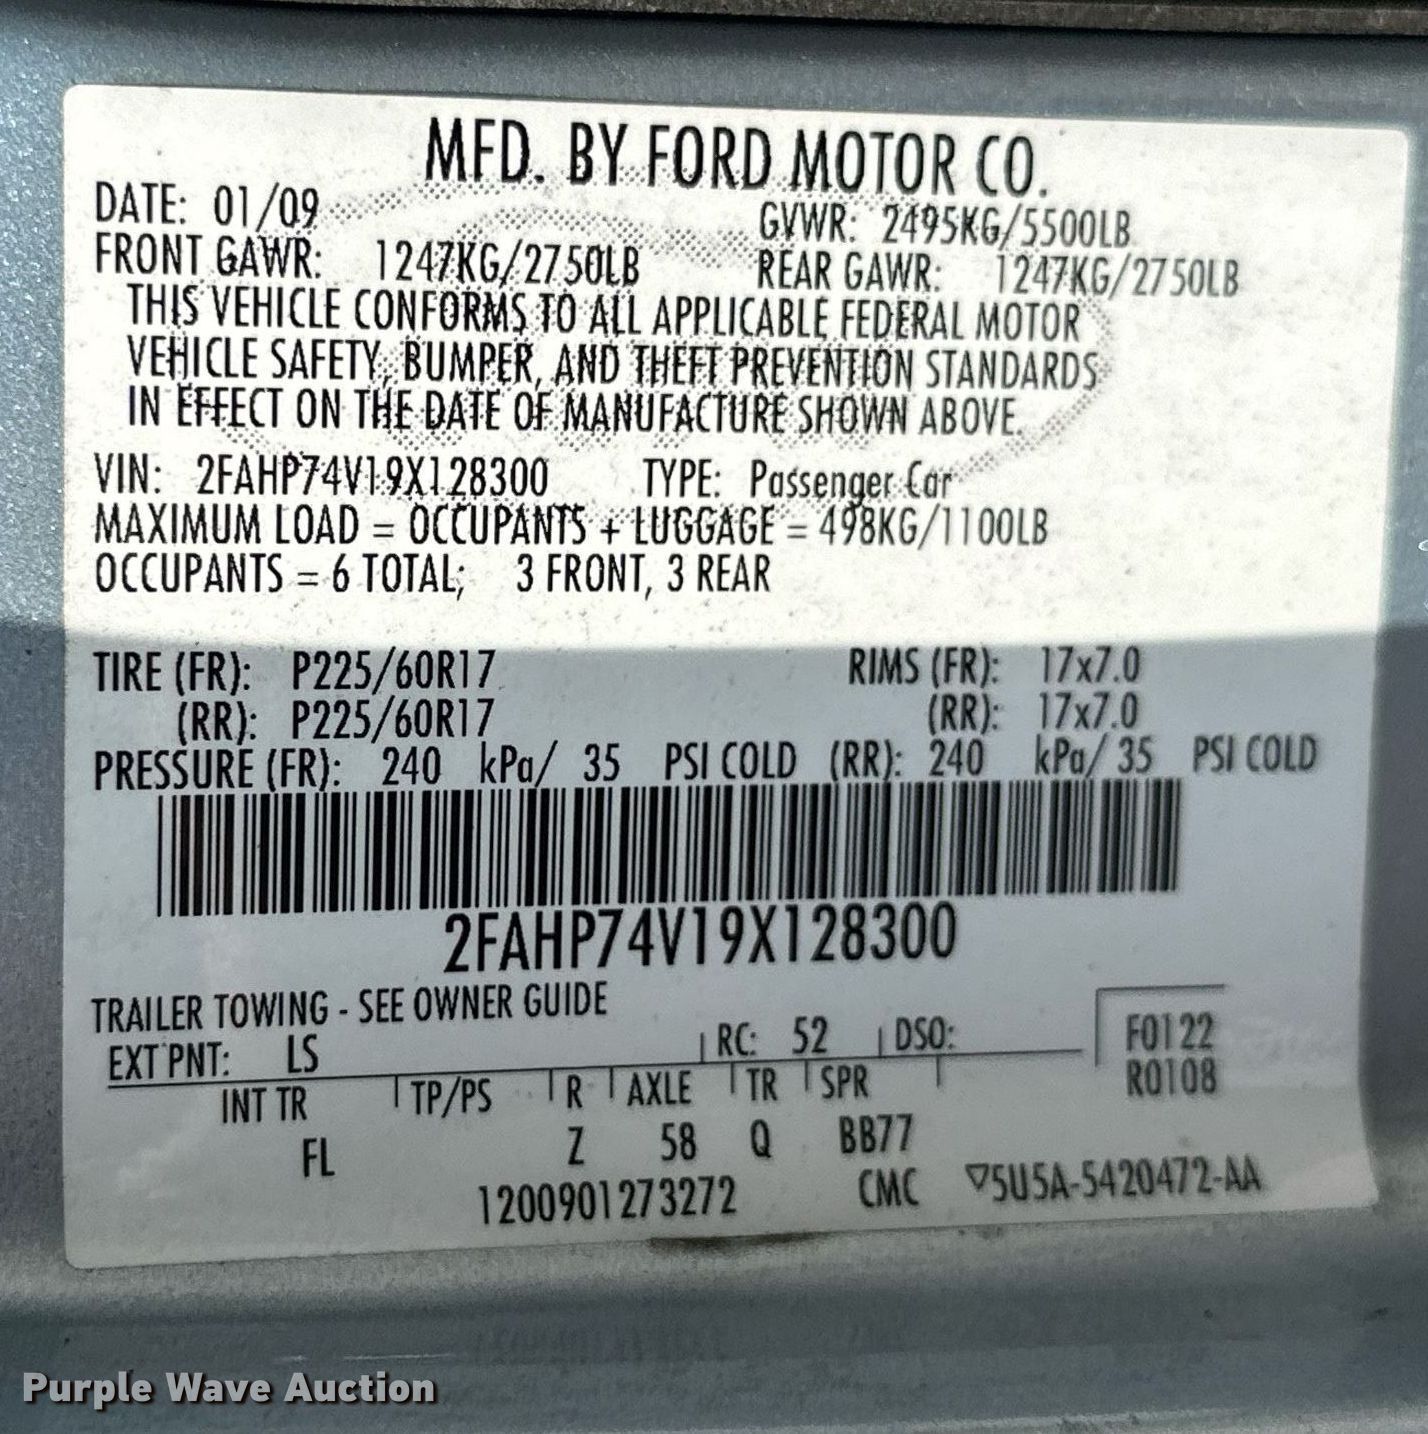 MFD. BY FORD MOTOR CO.
DATE: 01/09
GVWR: 2495KG/5500LB
FRONT GAWR: 1247KG/2750LB
REAR GAWR: 1247KG/2750LB
THIS VEHICLE CONFORMS TO ALL APPLICABLE FEDERAL MOTOR
VEHICLE SAFETY, BUMPER, AND THEFT PREVENTION STANDARDS
IN EFFECT ON THE DATE OF MANUFACTURE SHOWN ABOVE.
VIN: 2FAHP74V19X128300 TYPE: Passenger Car
MAXIMUM LOAD = OCCUPANTS + LUGGAGE = 498KG/1100LB
OCCUPANTS = 6 TOTAL; 3 FRONT, 3 REAR
TIRE (FR): P225/60R17 RIMS (FR): 17x7.0
(RR): P225/60R17 (RR): 17x7.0
PRESSURE (FR): 240 kPa/ 35 PSI COLD (RR): 240 kPa/ 35 PSI COLD
2FAHP74V19X128300
TRAILER TOWING - SEE OWNER GUIDE
EXT PNT: LS RC: 52 DSO: F0122
INT TR TP/PS R AXLE TR SPR R0108
FL Z 58 Q BB77
1200901273272 CMC ▽5U5A-5420472-AA
Purple Wave Auction